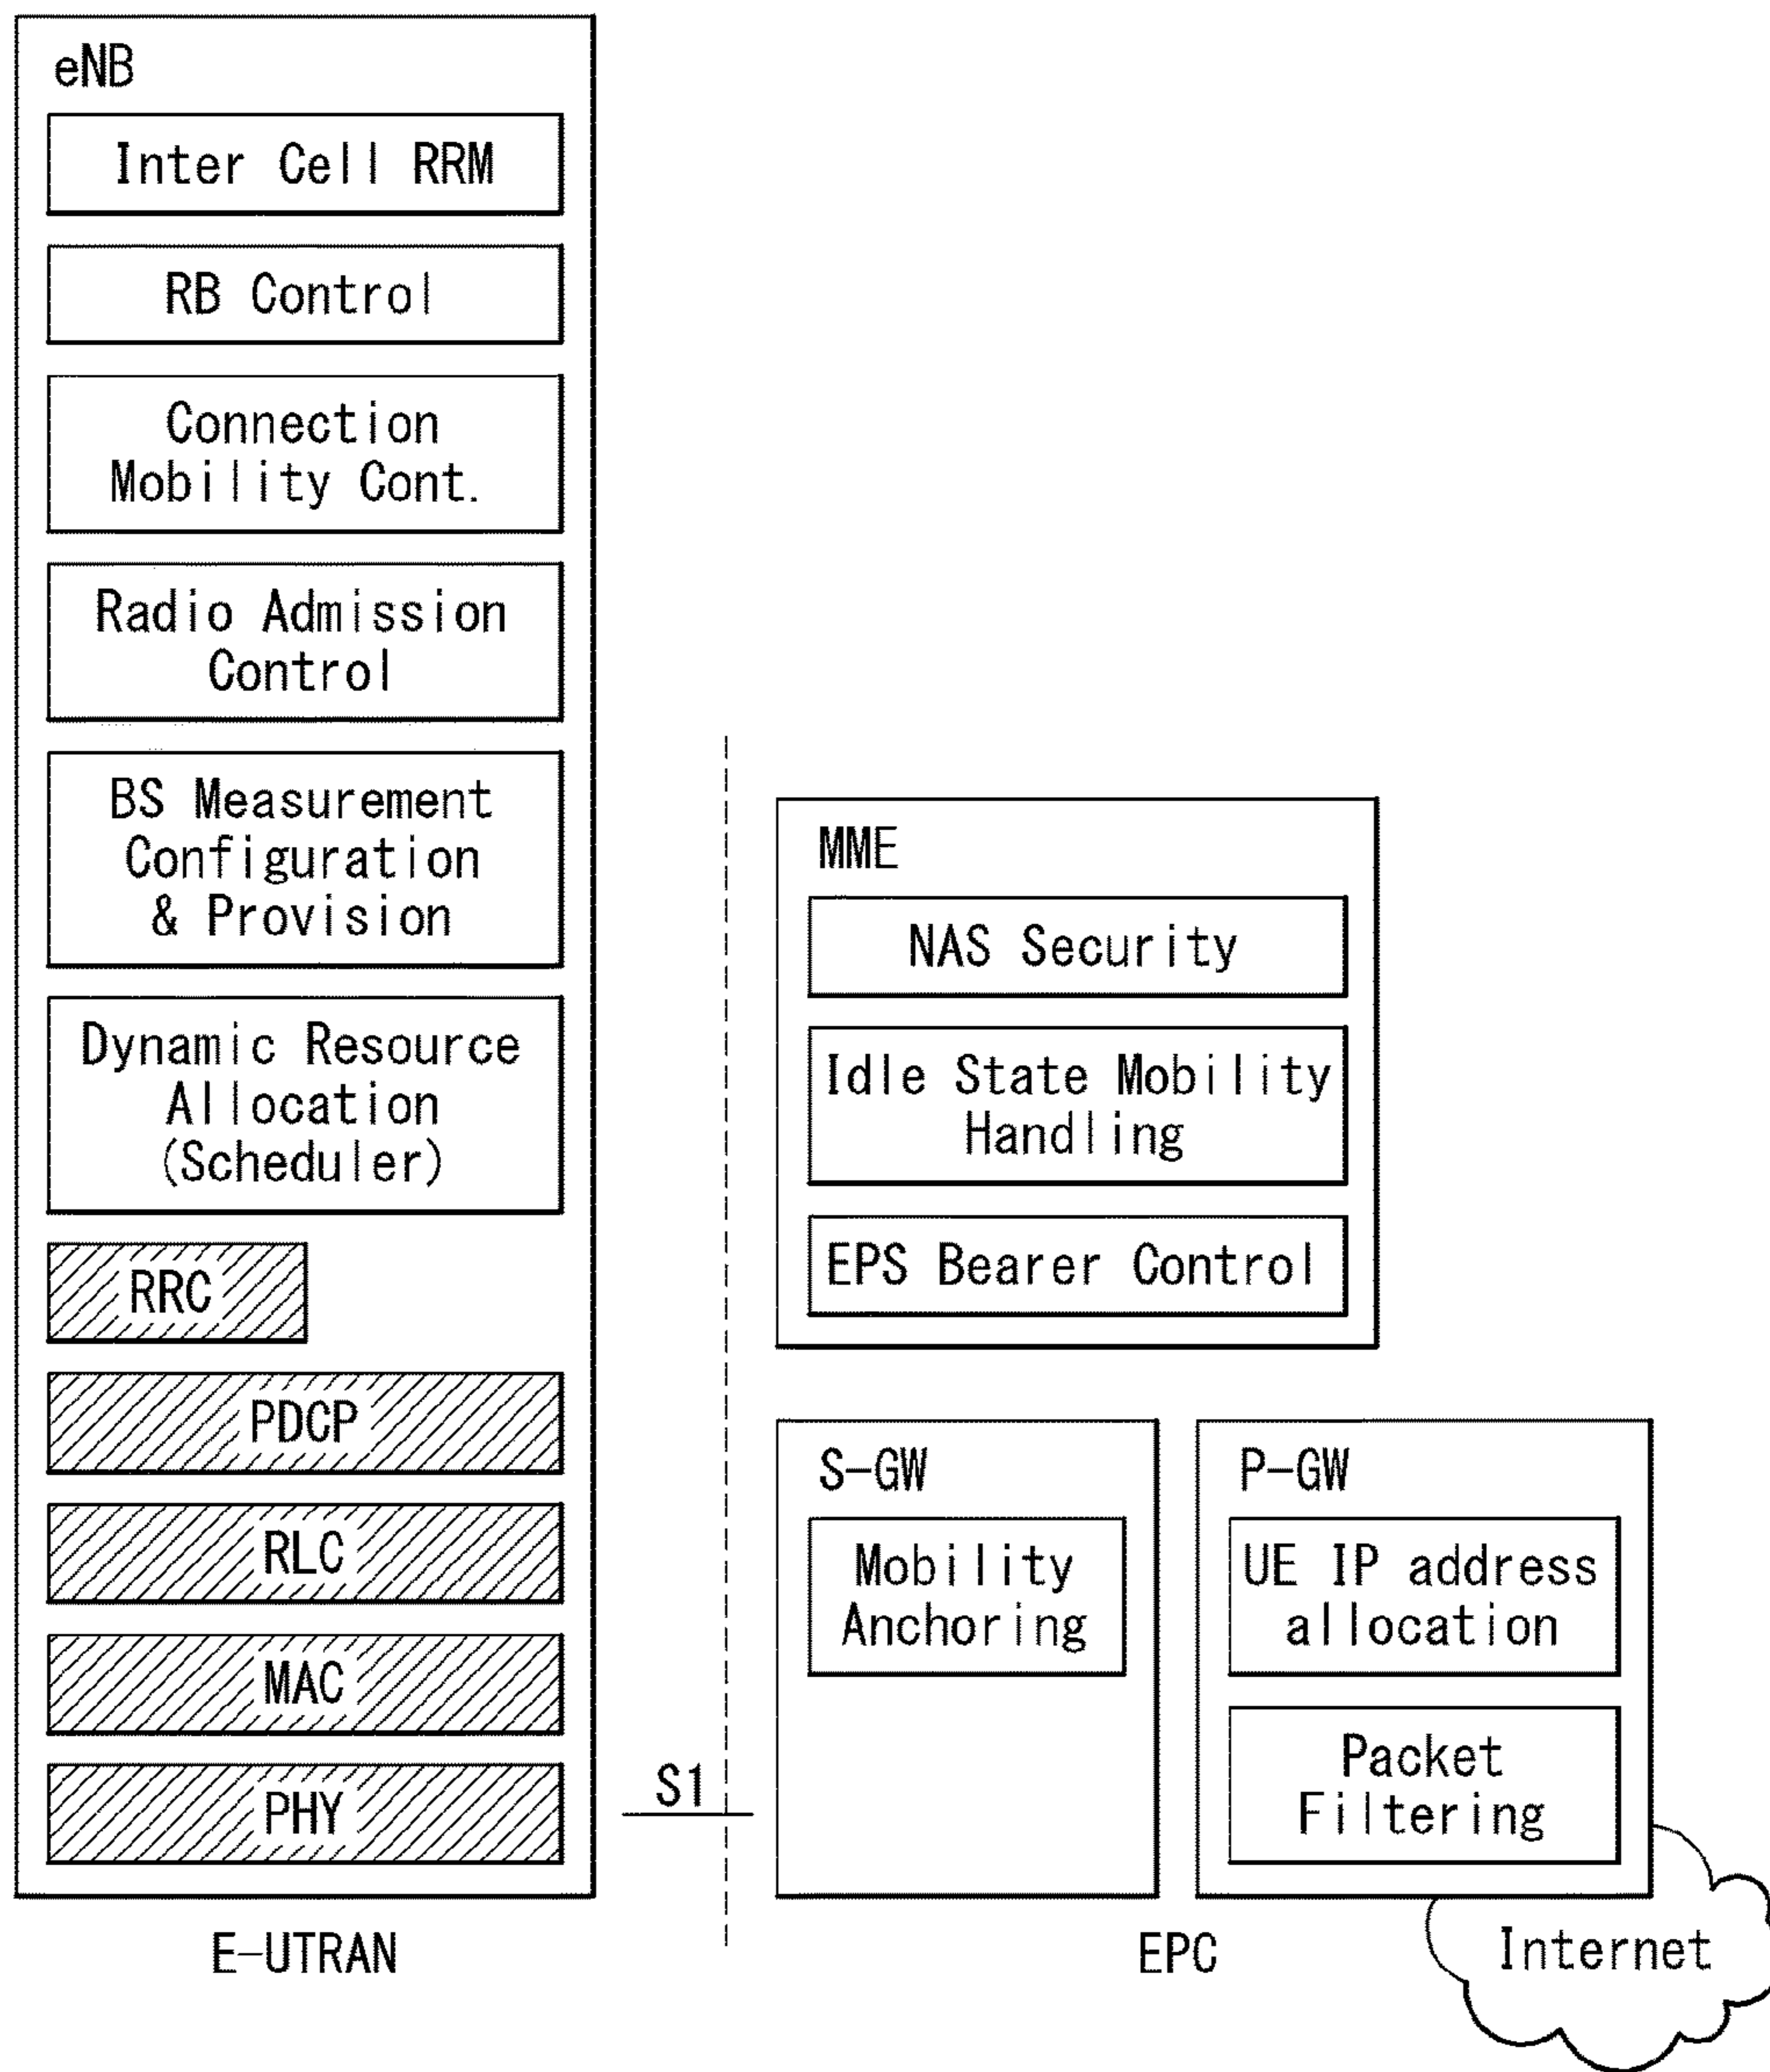 eNB
Inter Cell RRM
RB Control
Connection
Mobility Cont.
Radio Admission
Control
BS Measurement
Configuration
& Provision
Dynamic Resource
Allocation
(Scheduler)
RRC
PDCP
RLC
MAC
PHY
S1
MME
NAS Security
Idle State Mobility
Handling
EPS Bearer Control
S-GW
Mobility
Anchoring
P-GW
UE IP address
allocation
Packet
Filtering
E-UTRAN
EPC
Internet